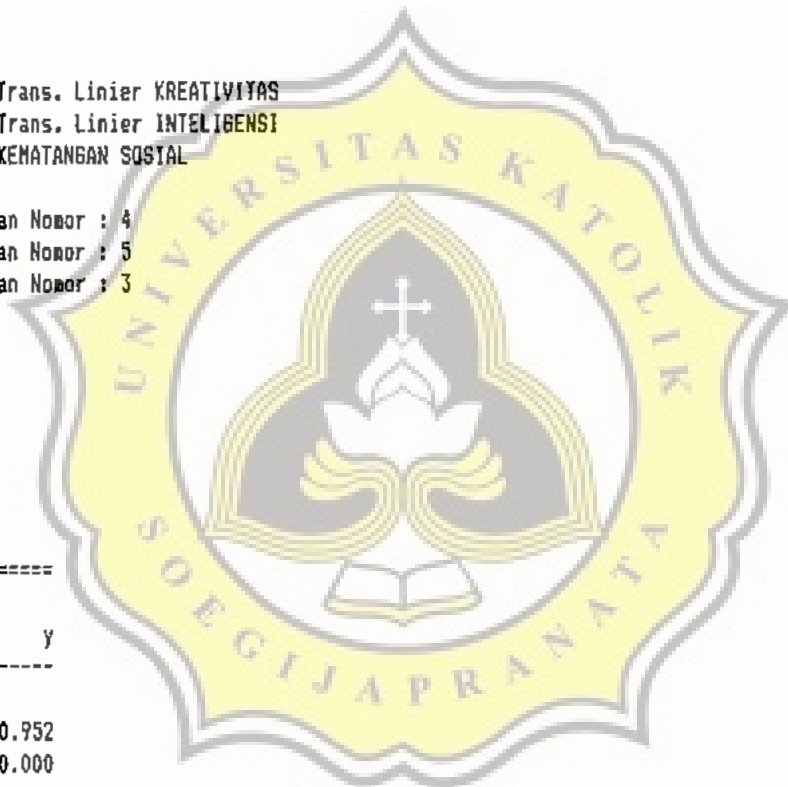 Trans. Linier KREATIVITAS
Trans. Linier INTELIGENSI
KEMATANGAN SOSIAL
an Nomor : 4
an Nomor : 5
an Nomor : 3
UNIVERSITAS KATOLIK
SOEGIJAPRANATA
=====
y
-----
0.952
0.000